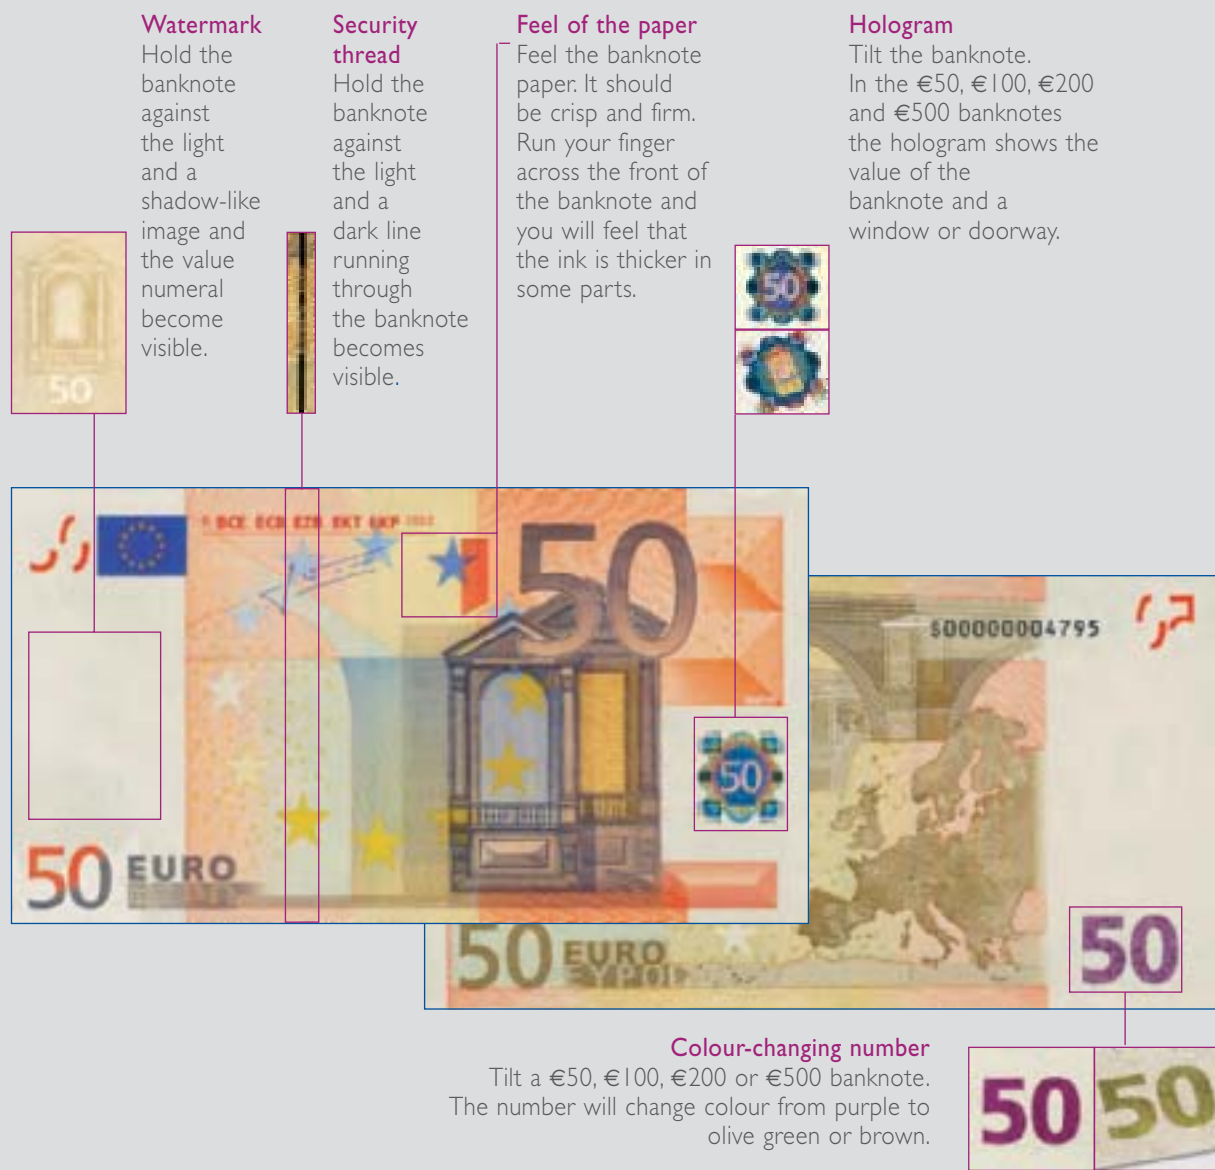 Watermark
Hold the
banknote
against
the light
and a
shadow-like
image and
the value
numeral
become
visible.
Security
thread
Hold the
banknote
against
the light
and a
dark line
running
through
the banknote
becomes
visible.
Feel of the paper
Feel the banknote
paper. It should
be crisp and firm.
Run your finger
across the front of
the banknote and
you will feel that
the ink is thicker in
some parts.
Hologram
Tilt the banknote.
In the €50, €100, €200
and €500 banknotes
the hologram shows the
value of the
banknote and a
window or doorway.
50
50
BCE ECB EZB EKT EKP 2002
50
50
50 EURO
ΕΥΡΩ
S00000004795
50
50 EURO
ΕΥΡΩ
Colour-changing number
Tilt a €50, €100, €200 or €500 banknote.
The number will change colour from purple to
olive green or brown.
50 50